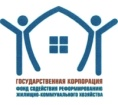 ГОСУДАРСТВЕННАЯ КОРПОРАЦИЯ
ФОНД СОДЕЙСТВИЯ РЕФОРМИРОВАНИЮ
ЖИЛИЩНО-КОММУНАЛЬНОГО ХОЗЯЙСТВА